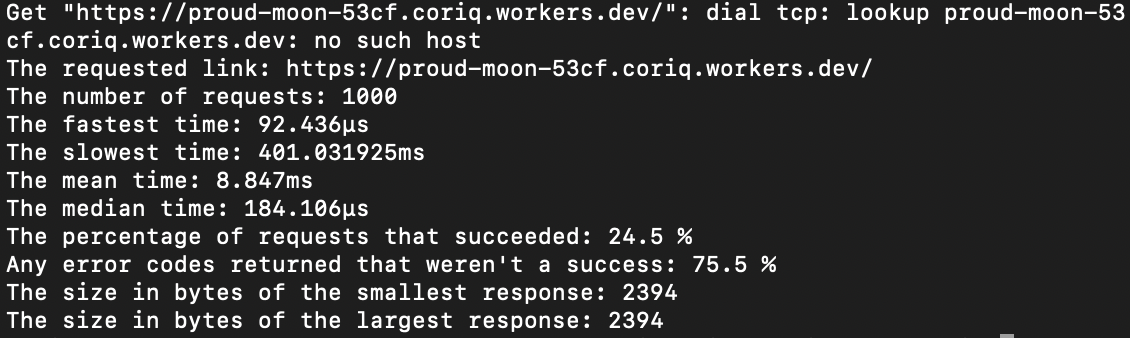 Get "https://proud-moon-53cf.coriq.workers.dev/": dial tcp: lookup proud-moon-53
cf.coriq.workers.dev: no such host
The requested link: https://proud-moon-53cf.coriq.workers.dev/
The number of requests: 1000
The fastest time: 92.436µs
The slowest time: 401.031925ms
The mean time: 8.847ms
The median time: 184.106µs
The percentage of requests that succeeded: 24.5 %
Any error codes returned that weren't a success: 75.5 %
The size in bytes of the smallest response: 2394
The size in bytes of the largest response: 2394